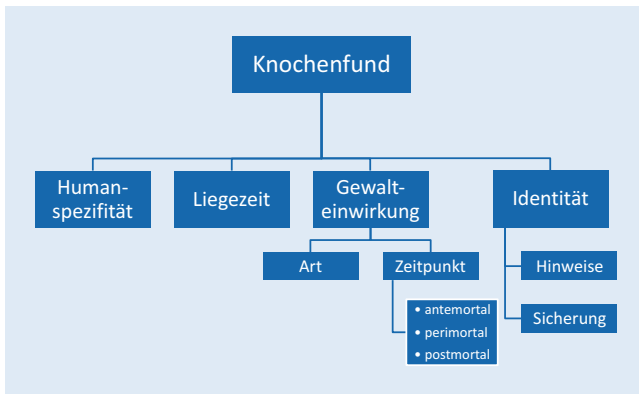 Knochenfund
Human-
spezifität
Liegezeit
Gewalt-
einwirkung
Identität
Art
Zeitpunkt
• antemortal
• perimortal
• postmortal
Hinweise
Sicherung